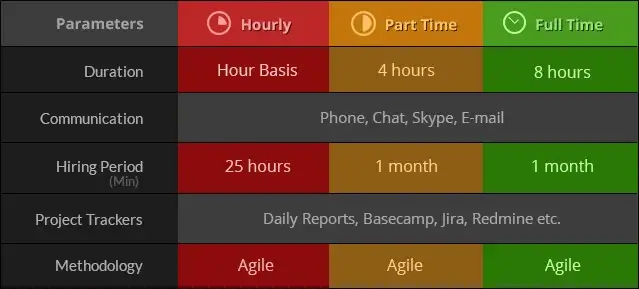 Parameters Hourly Part Time Full Time
Duration Hour Basis 4 hours 8 hours
Communication Phone, Chat, Skype, E-mail
Hiring Period 25 hours 1 month 1 month
(Min)
Project Trackers Daily Reports, Basecamp, Jira, Redmine etc.
Methodology Agile Agile Agile